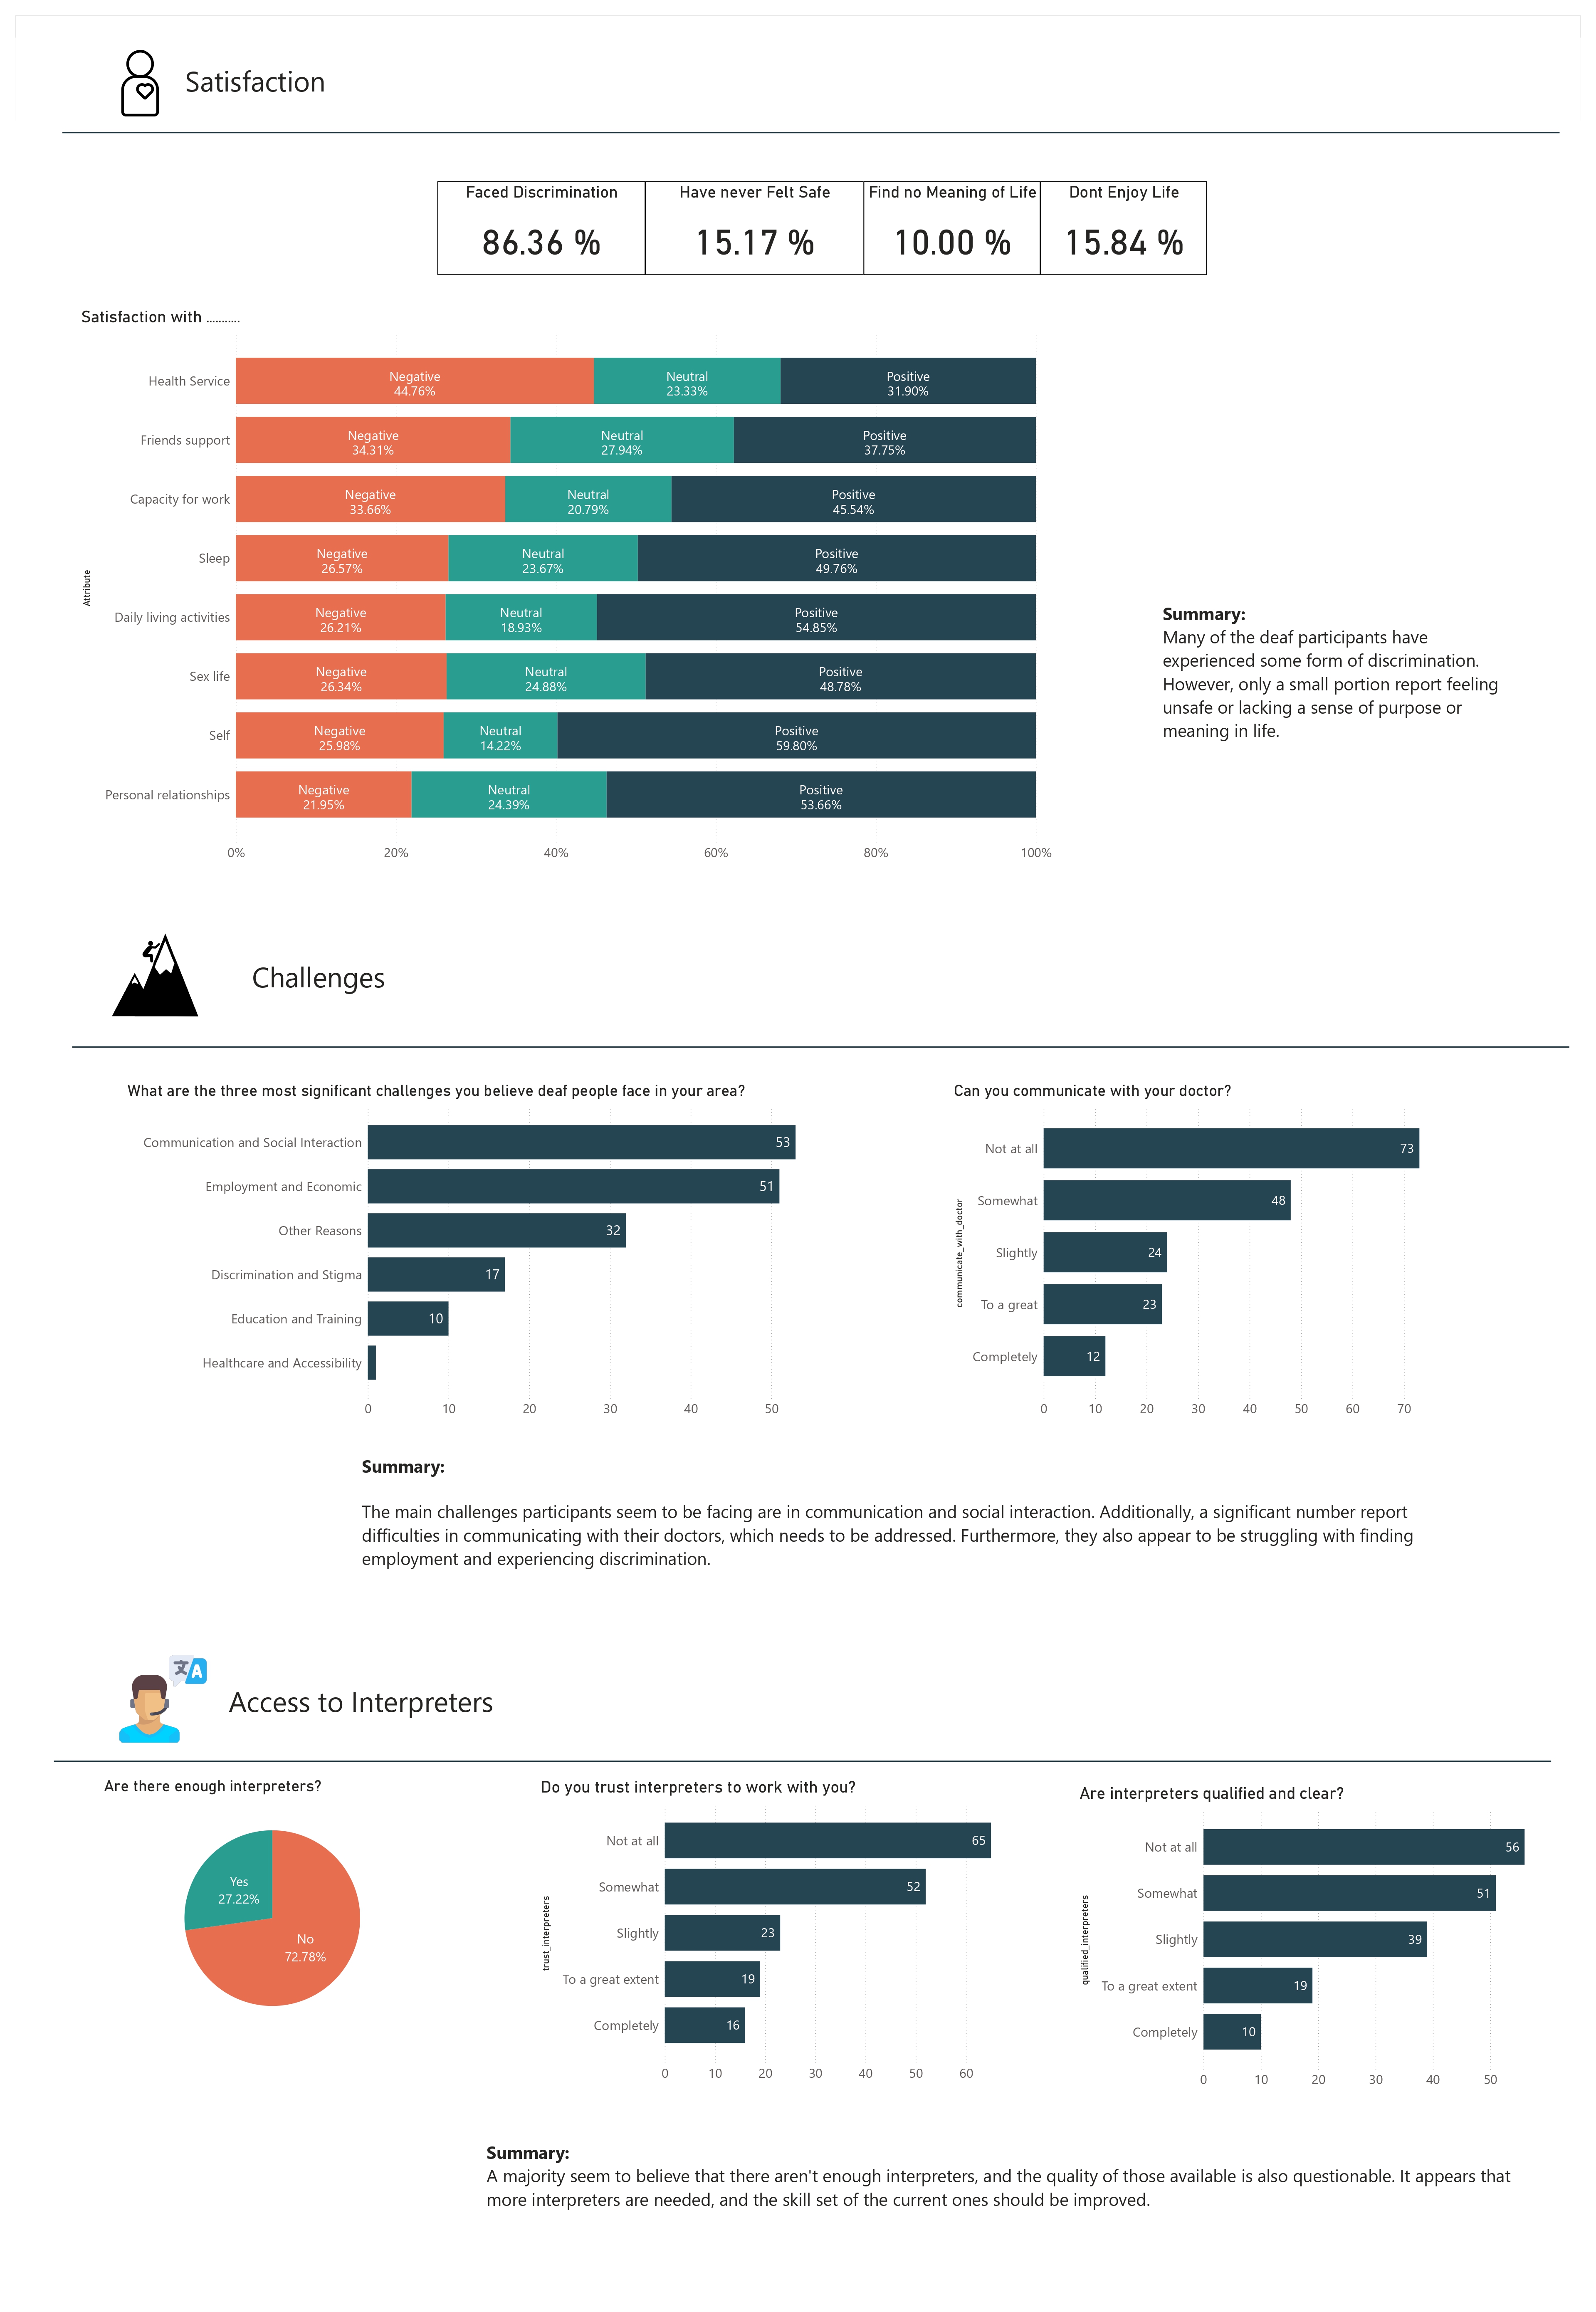 Satisfaction
Faced Discrimination
86.36 %
Have never Felt Safe
15.17 %
Find no Meaning of Life
10.00 %
Dont Enjoy Life
15.84 %
Satisfaction with ...........
Attribute
Health Service
Negative
44.76%
Neutral
23.33%
Positive
31.90%
Friends support
Negative
34.31%
Neutral
27.94%
Positive
37.75%
Capacity for work
Negative
33.66%
Neutral
20.79%
Positive
45.54%
Sleep
Negative
26.57%
Neutral
23.67%
Positive
49.76%
Daily living activities
Negative
26.21%
Neutral
18.93%
Positive
54.85%
Sex life
Negative
26.34%
Neutral
24.88%
Positive
48.78%
Self
Negative
25.98%
Neutral
14.22%
Positive
59.80%
Personal relationships
Negative
21.95%
Neutral
24.39%
Positive
53.66%
0% 20% 40% 60% 80% 100%
Summary:
Many of the deaf participants have
experienced some form of discrimination.
However, only a small portion report feeling
unsafe or lacking a sense of purpose or
meaning in life.
Challenges
What are the three most significant challenges you believe deaf people face in your area?
Communication and Social Interaction 53
Employment and Economic 51
Other Reasons 32
Discrimination and Stigma 17
Education and Training 10
Healthcare and Accessibility
0 10 20 30 40 50
Can you communicate with your doctor?
communicate_with_doctor
Not at all 73
Somewhat 48
Slightly 24
To a great 23
Completely 12
0 10 20 30 40 50 60 70
Summary:
The main challenges participants seem to be facing are in communication and social interaction. Additionally, a significant number report
difficulties in communicating with their doctors, which needs to be addressed. Furthermore, they also appear to be struggling with finding
employment and experiencing discrimination.
文 A
Access to Interpreters
Are there enough interpreters?
Yes
27.22%
No
72.78%
Do you trust interpreters to work with you?
trust_interpreters
Not at all 65
Somewhat 52
Slightly 23
To a great extent 19
Completely 16
0 10 20 30 40 50 60
Are interpreters qualified and clear?
qualified_interpreters
Not at all 56
Somewhat 51
Slightly 39
To a great extent 19
Completely 10
0 10 20 30 40 50
Summary:
A majority seem to believe that there aren't enough interpreters, and the quality of those available is also questionable. It appears that
more interpreters are needed, and the skill set of the current ones should be improved.